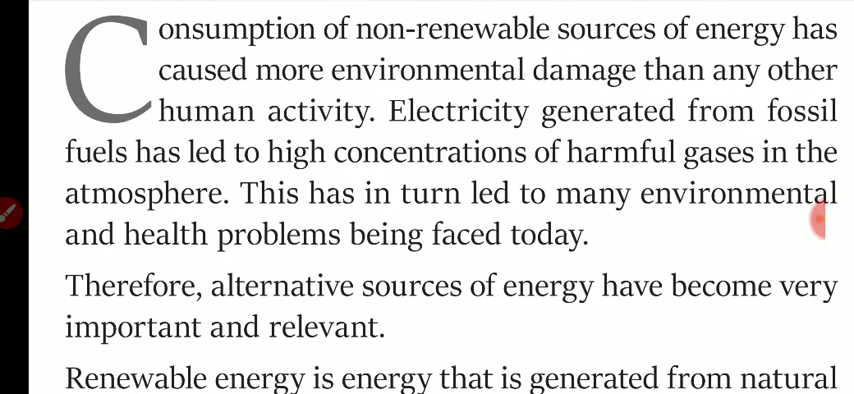 Consumption of non-renewable sources of energy has
caused more environmental damage than any other
human activity. Electricity generated from fossil
fuels has led to high concentrations of harmful gases in the
atmosphere. This has in turn led to many environmental
and health problems being faced today.
Therefore, alternative sources of energy have become very
important and relevant.
Renewable energy is energy that is generated from natural